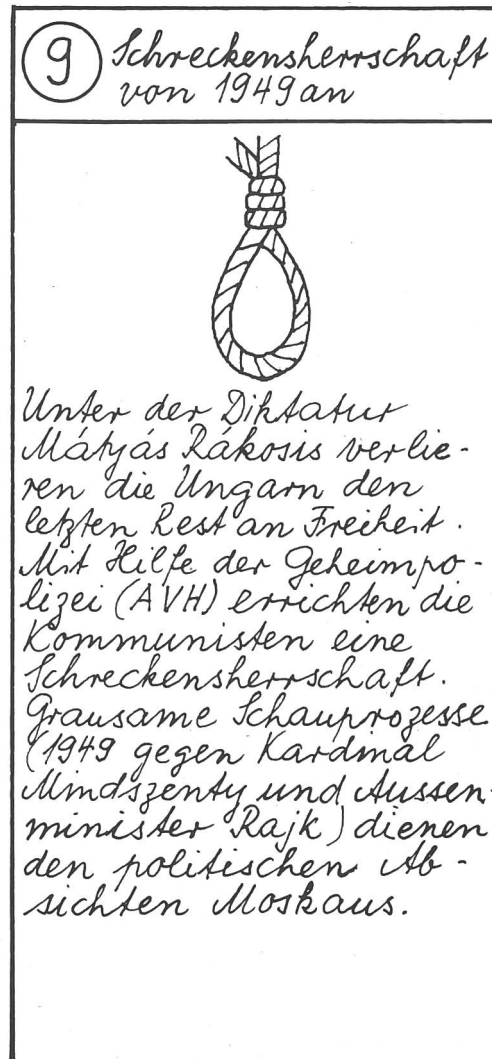 9 Schreckensherrschaft
von 1949 an
Unter der Diktatur
Mátyás Rákosis verlie-
ren die Ungarn den
letzten Rest an Freiheit.
Mit Hilfe der Geheimpo-
lizei (AVH) errichten die
Kommunisten eine
Schreckensherrschaft.
Grausame Schauprozesse
(1949 gegen Kardinal
Mindszenty und Aussen-
minister Rajk) dienen
den politischen Ab-
sichten Moskaus.